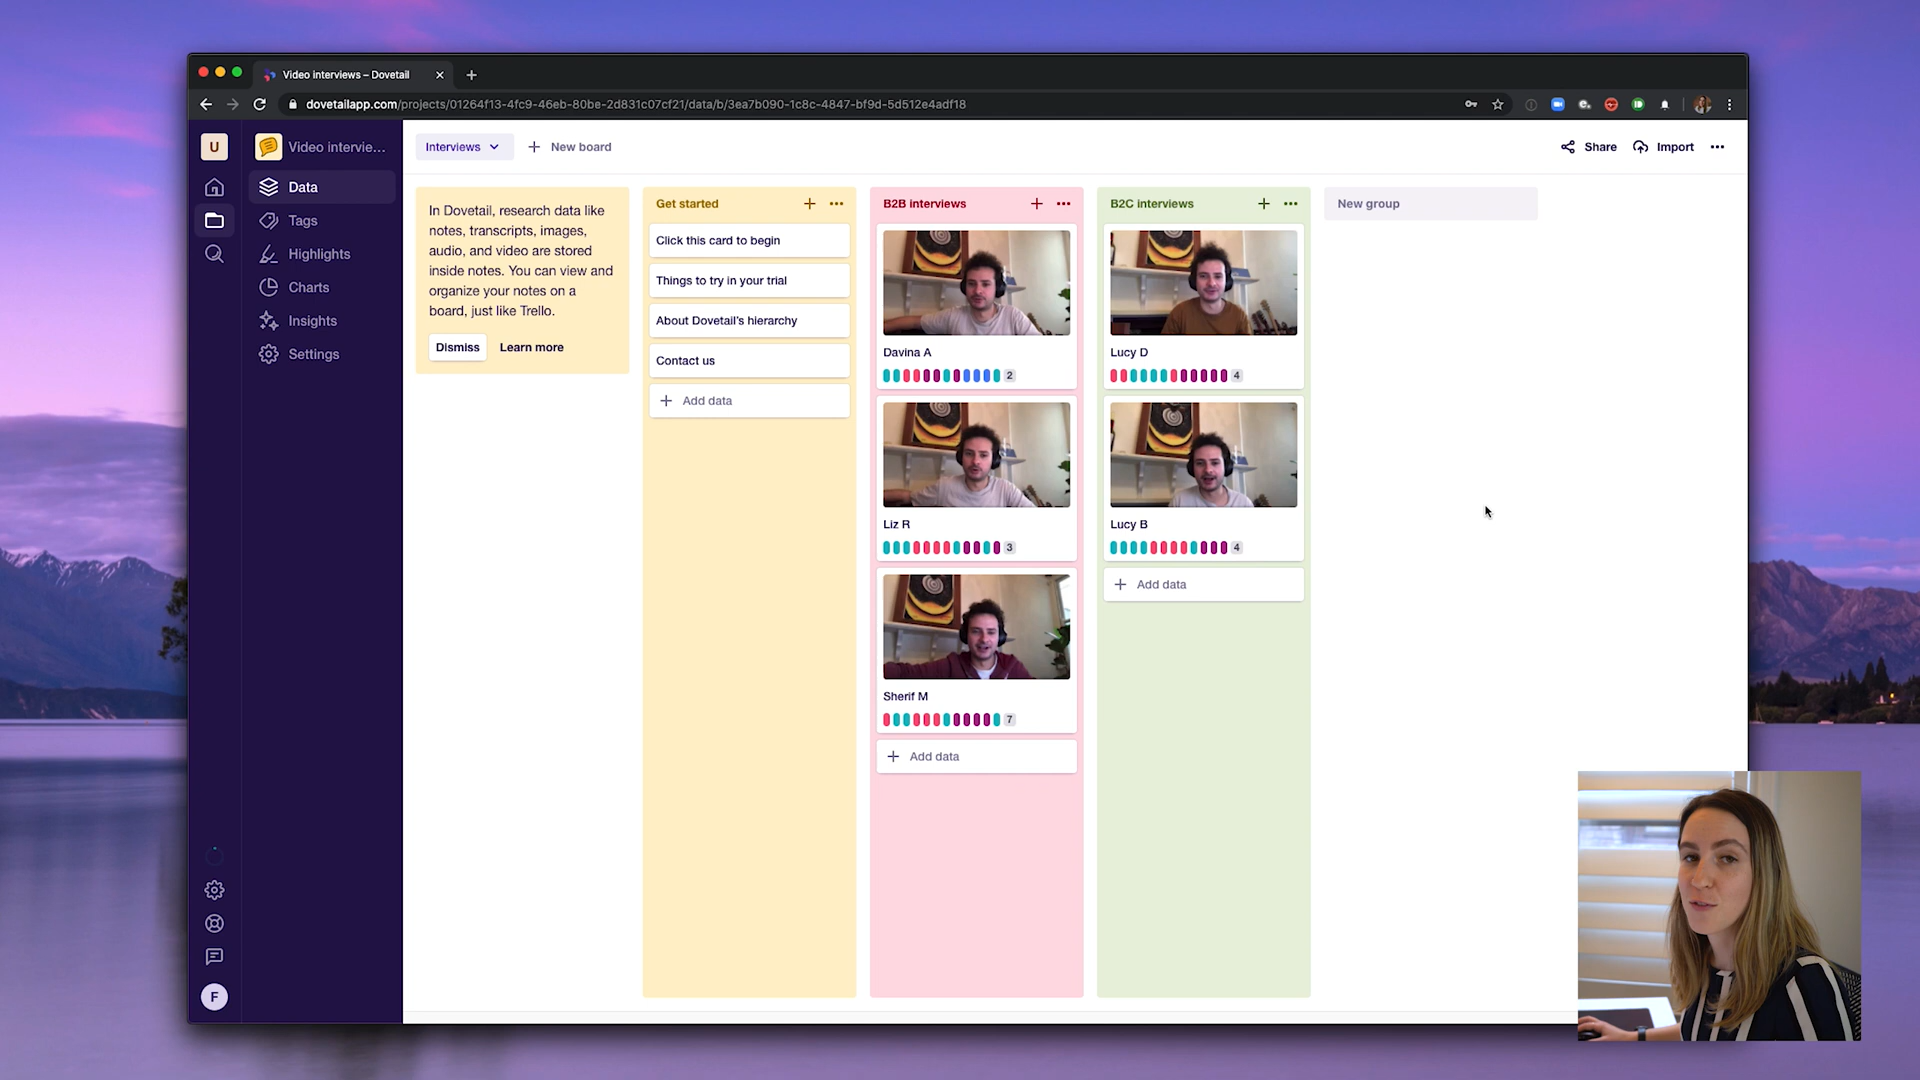 Video interviews – Dovetail
dovetailapp.com/projects/01264f13-4fc9-46eb-80be-2d831c07cf21/data/b/3ea7b090-1c8c-4847-bf9d-5d512e4adf18
U
Video intervie...
Data
Tags
Highlights
Charts
Insights
Settings
F
Interviews
New board
Share
Import
In Dovetail, research data like
notes, transcripts, images,
audio, and video are stored
inside notes. You can view and
organize your notes on a
board, just like Trello.
Dismiss
Learn more
Get started
Click this card to begin
Things to try in your trial
About Dovetail's hierarchy
Contact us
Add data
B2B interviews
Davina A
2
Liz R
3
Sherif M
7
Add data
B2C interviews
Lucy D
4
Lucy B
4
Add data
New group